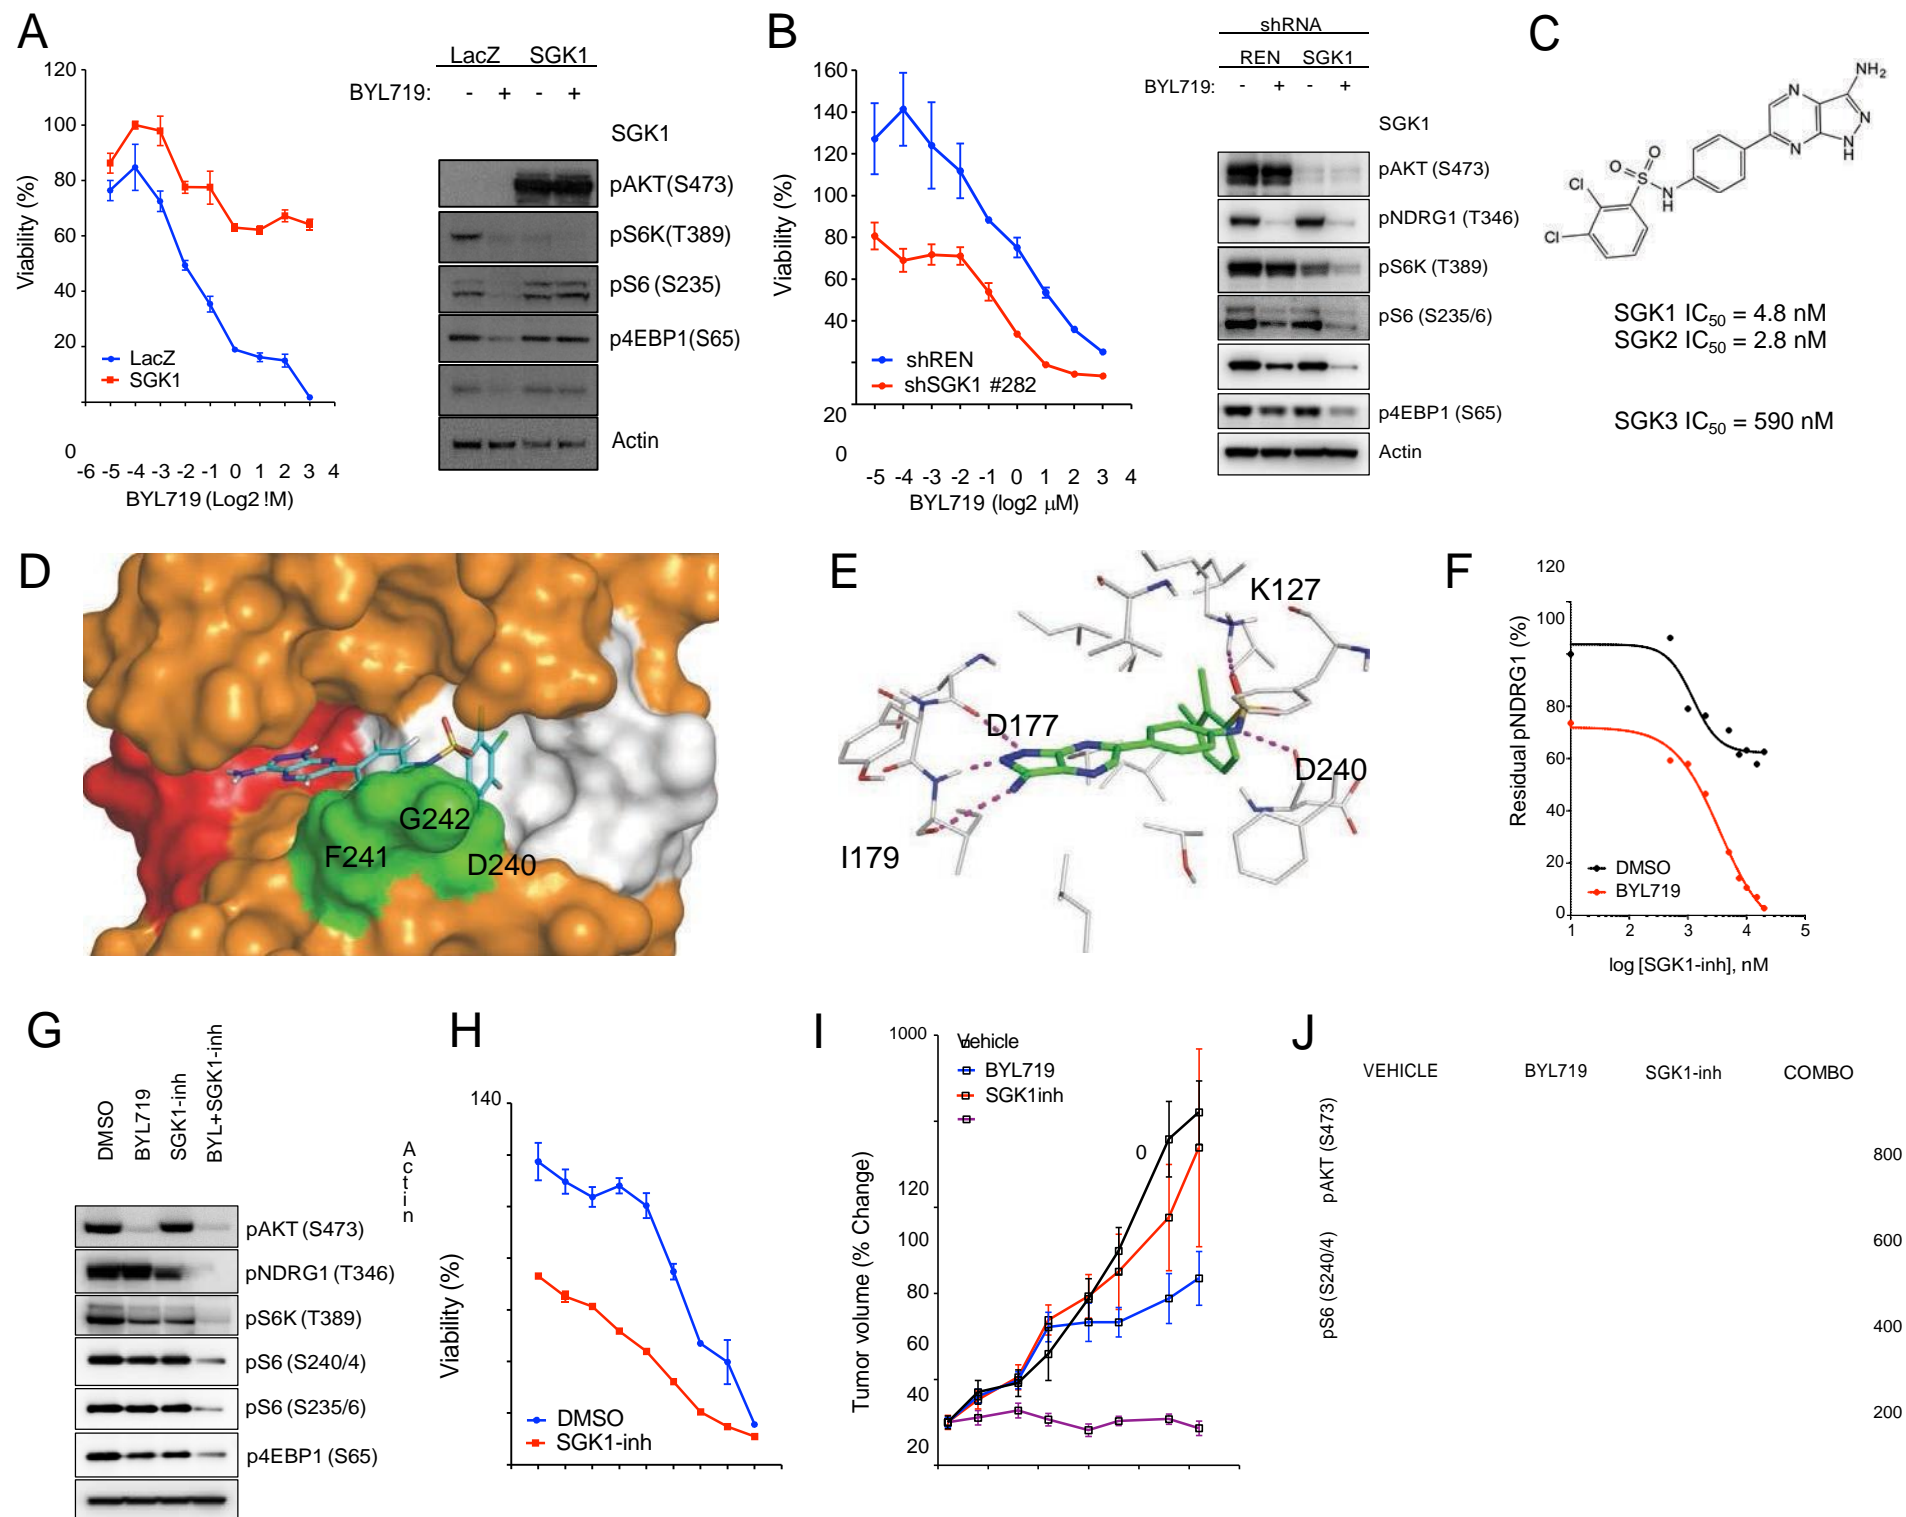 A
LacZ SGK1
BYL719: - + - +
SGK1
pAKT(S473)
pS6K(T389)
pS6 (S235)
p4EBP1(S65)
Actin
Viability (%)
120
100
80
60
40
20
0
LacZ
SGK1
-6 -5 -4 -3 -2 -1 0 1 2 3 4
BYL719 (Log2 !M)
B
shRNA
REN SGK1
BYL719: - + - +
SGK1
pAKT (S473)
pNDRG1 (T346)
pS6K (T389)
pS6 (S235/6)
p4EBP1 (S65)
Actin
Viability (%)
160
140
120
100
80
60
40
20
0
shREN
shSGK1 #282
-5 -4 -3 -2 -1 0 1 2 3 4
BYL719 (log2 µM)
C
NH2
N
N
N
N
H
O
O
S
N
H
Cl
Cl
SGK1 IC50 = 4.8 nM
SGK2 IC50 = 2.8 nM
SGK3 IC50 = 590 nM
D
G242
F241
D240
E
K127
D177
D240
I179
F
Residual pNDRG1 (%)
120
100
80
60
40
20
0
DMSO
BYL719
1 2 3 4 5
log [SGK1-inh], nM
G
DMSO
BYL719
SGK1-inh
BYL+SGK1-inh
pAKT (S473)
pNDRG1 (T346)
pS6K (T389)
pS6 (S240/4)
pS6 (S235/6)
p4EBP1 (S65)
Actin
H
140
Viability (%)
DMSO
SGK1-inh
I
1000
Vehicle
BYL719
SGK1inh
0
Tumor volume (% Change)
120
100
80
60
40
20
J
VEHICLE BYL719 SGK1-inh COMBO
pAKT (S473)
pS6 (S240/4)
800
600
400
200